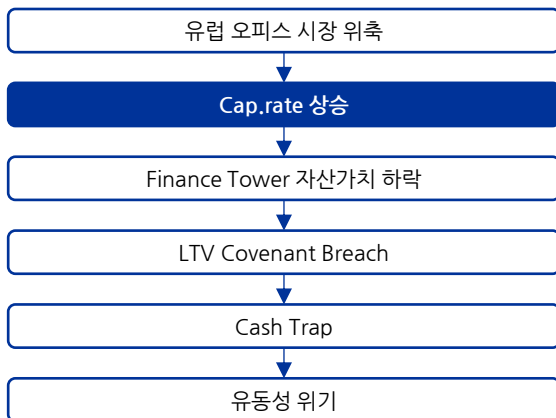 유럽 오피스 시장 위축
Cap.rate 상승
Finance Tower 자산가치 하락
LTV Covenant Breach
Cash Trap
유동성 위기